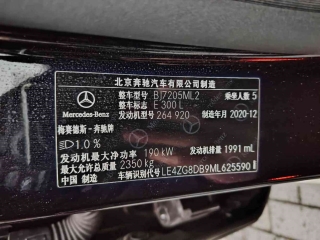 北京奔驰汽车有限公司制造
整车型号 BJ7205ML2 乘坐人数 5
整车型式 E 300 L
发动机型号 264 920 制造年月 2020-12
Mercedes-Benz
梅赛德斯-奔驰牌
1.0 %
发动机最大净功率 190 kW 发动机排量 1991 mL
最大允许总质量 2350 kg
中国 制造 车辆识别代号 LE4ZG8DB9ML625590